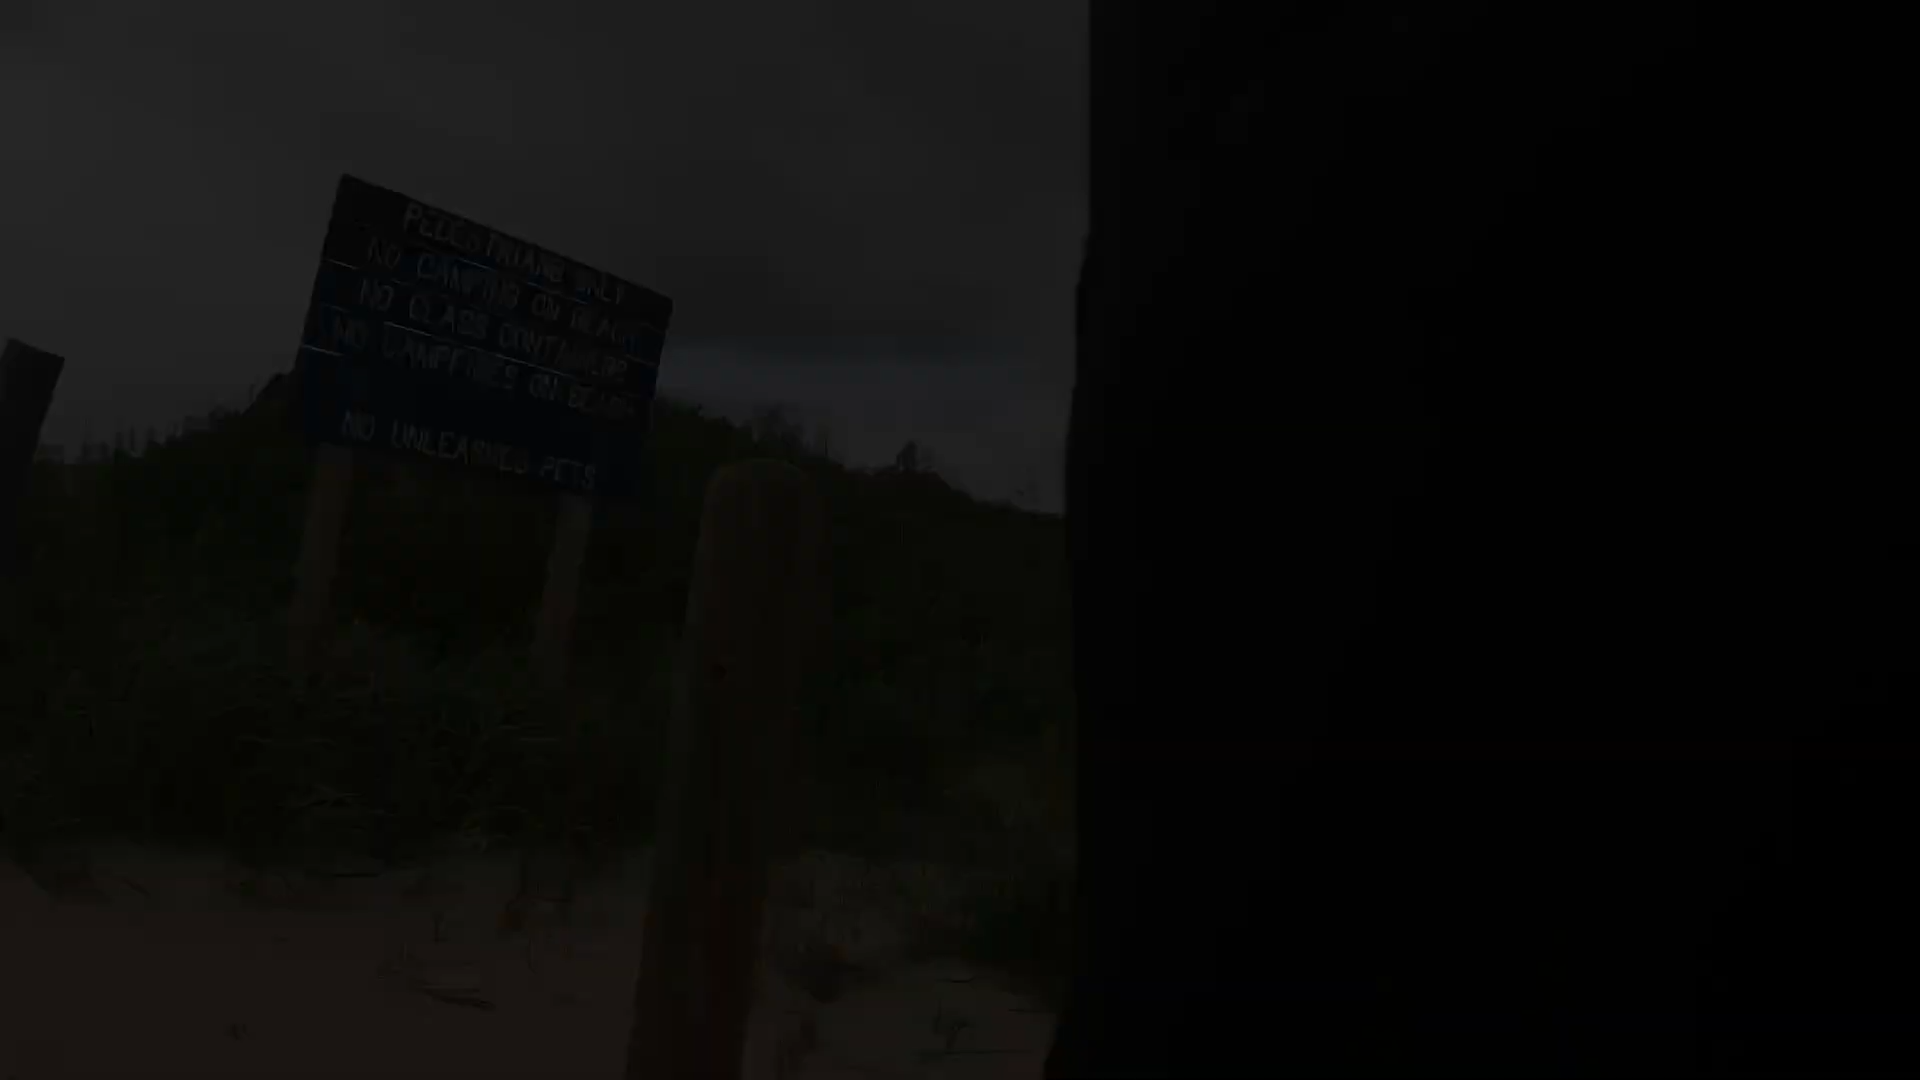 PEDESTRIANS ONLY
NO CAMPING ON BEACH
NO GLASS CONTAINERS
NO CAMPFIRES ON BEACH
NO UNLEASHED PETS